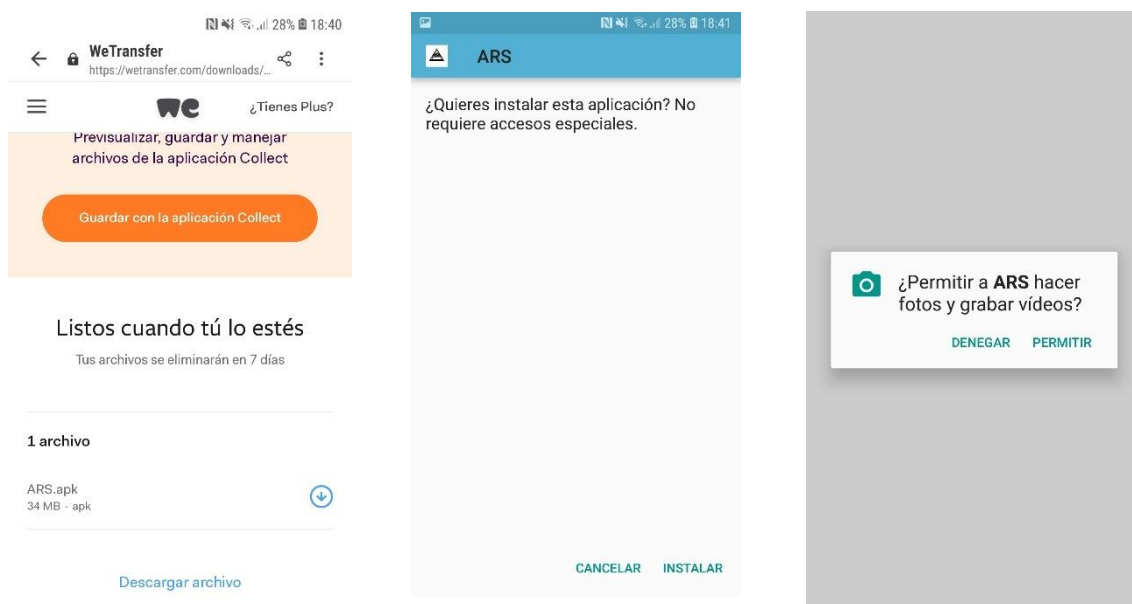 28% 18:40
WeTransfer
https://wetransfer.com/downloads/...
we
¿Tienes Plus?
Previsualizar, guardar y manejar
archivos de la aplicación Collect
Guardar con la aplicación Collect
Listos cuando tú lo estés
Tus archivos se eliminarán en 7 días
1 archivo
ARS.apk
34 MB - apk
Descargar archivo
28% 18:41
ARS
¿Quieres instalar esta aplicación? No
requiere accesos especiales.
CANCELAR INSTALAR
¿Permitir a ARS hacer
fotos y grabar vídeos?
DENEGAR PERMITIR